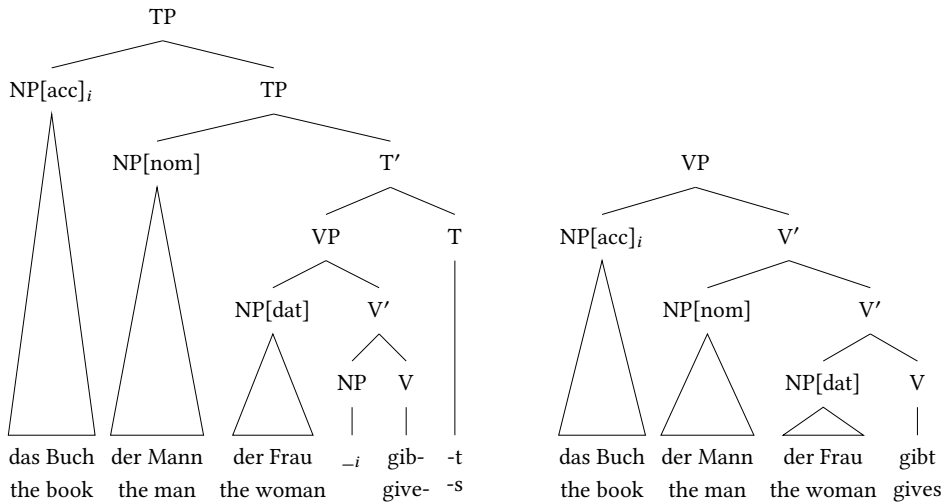 TP
NP[acc]i TP
NP[nom] T′ VP
VP T NP[acc]i V′
NP[dat] V′ NP[nom] V′
NP V NP[dat] V
das Buch der Mann der Frau _i gib- -t das Buch der Mann der Frau gibt
the book the man the woman give- -s the book the man the woman gives